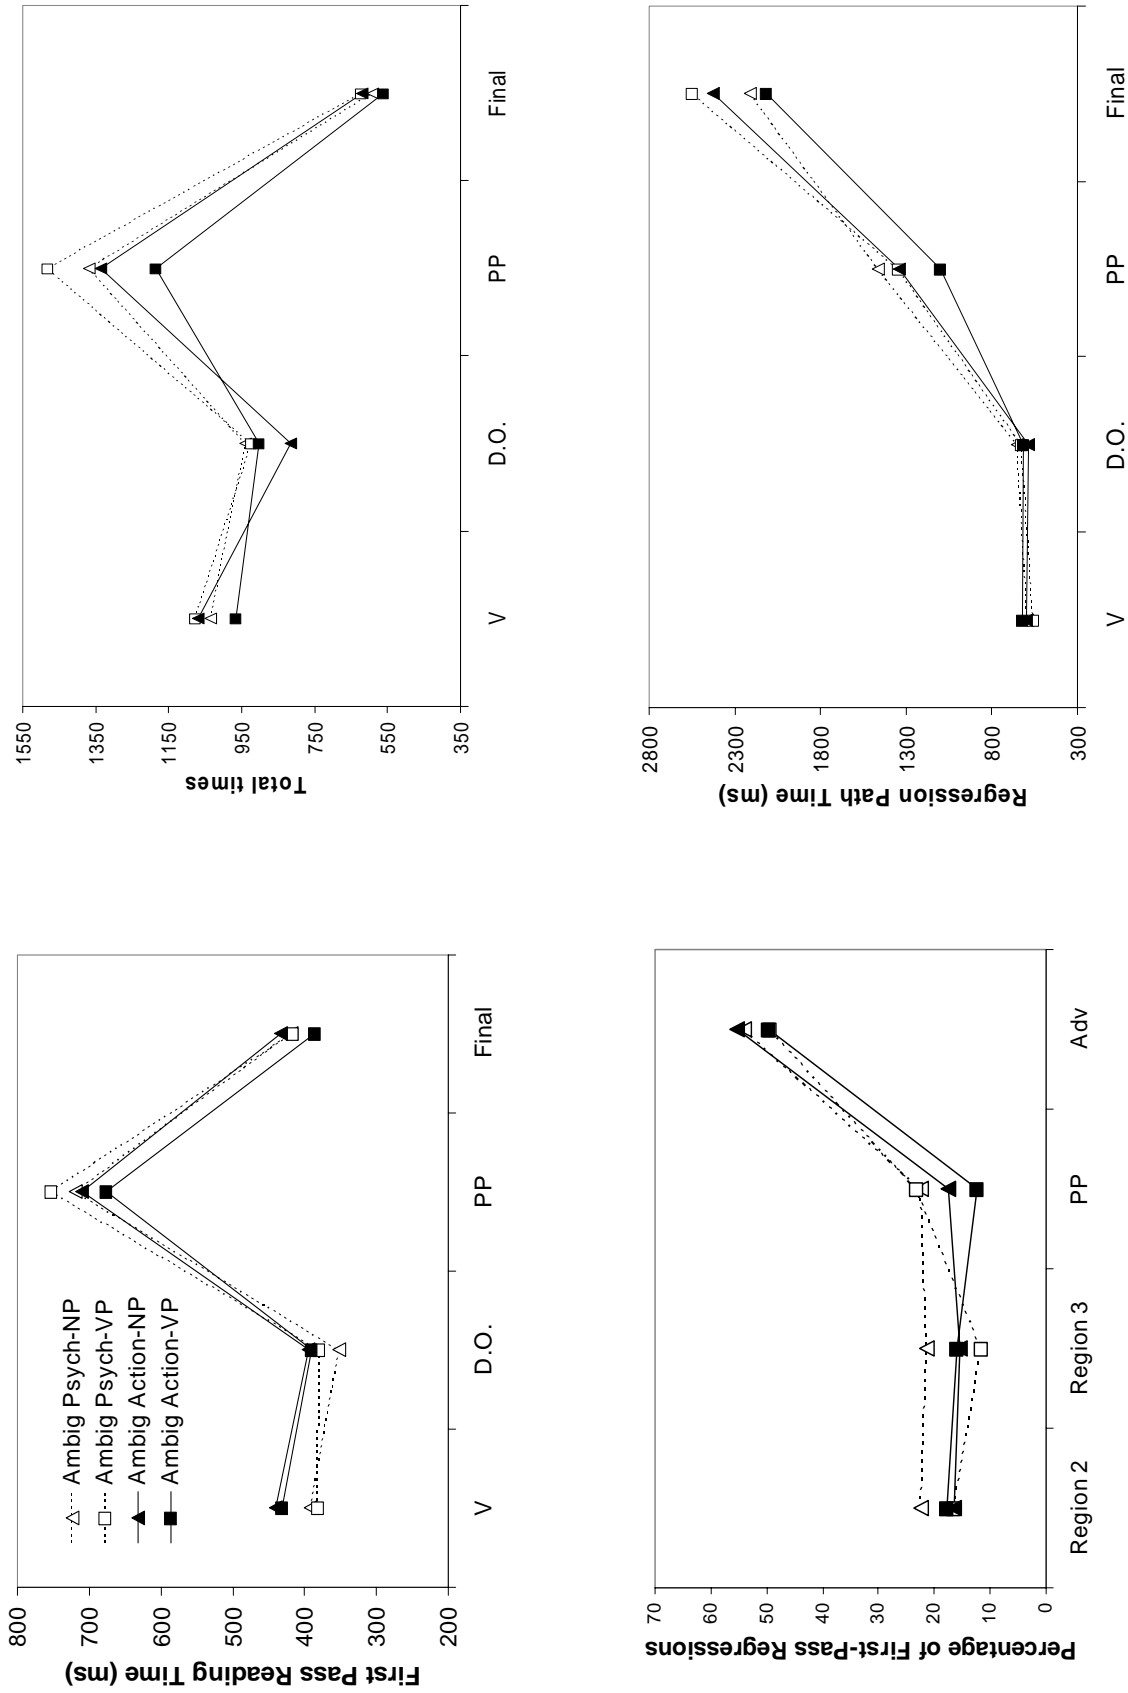 800
700
600
500
400
300
200
First Pass Reading Time (ms)
Ambig Psych-NP
Ambig Psych-VP
Ambig Action-NP
Ambig Action-VP
V
D.O.
PP
Final
1550
1350
1150
950
750
550
350
Total times
V
D.O.
PP
Final
70
60
50
40
30
20
10
0
Percentage of First-Pass Regressions
Region 2
Region 3
PP
Adv
2800
2300
1800
1300
800
300
Regression Path Time (ms)
V
D.O.
PP
Final